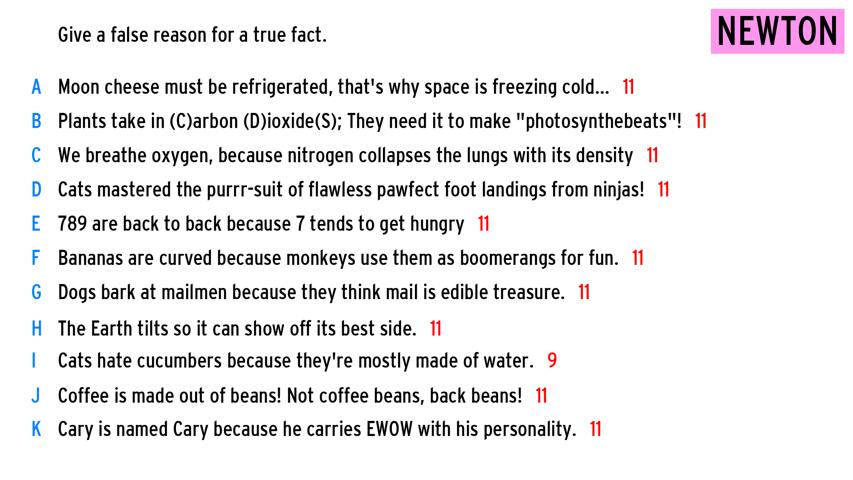 Give a false reason for a true fact.
NEWTON
A Moon cheese must be refrigerated, that's why space is freezing cold... 11
B Plants take in (C)arbon (D)ioxide(S); They need it to make "photosynthebeats"! 11
C We breathe oxygen, because nitrogen collapses the lungs with its density 11
D Cats mastered the purrr-suit of flawless pawfect foot landings from ninjas! 11
E 789 are back to back because 7 tends to get hungry 11
F Bananas are curved because monkeys use them as boomerangs for fun. 11
G Dogs bark at mailmen because they think mail is edible treasure. 11
H The Earth tilts so it can show off its best side. 11
I Cats hate cucumbers because they're mostly made of water. 9
J Coffee is made out of beans! Not coffee beans, back beans! 11
K Cary is named Cary because he carries EWOW with his personality. 11